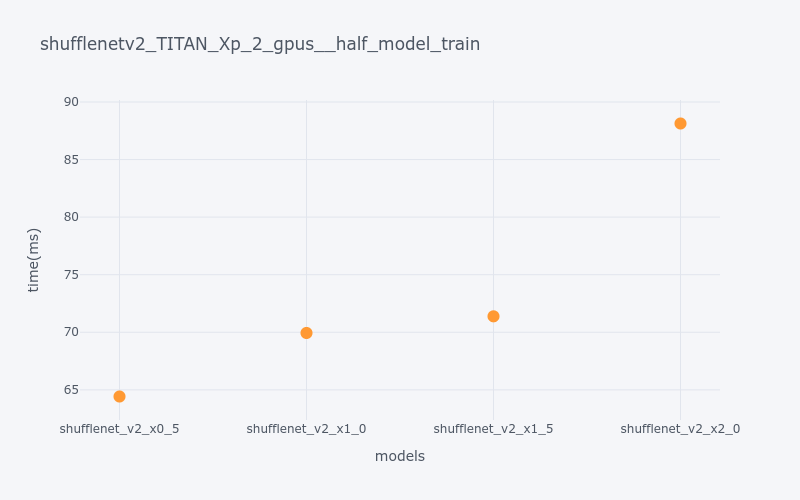 shufflenetv2_TITAN_Xp_2_gpus__half_model_train
90
85
80
75
70
65
time(ms)
shufflenet_v2_x0_5
shufflenet_v2_x1_0
shufflenet_v2_x1_5
shufflenet_v2_x2_0
models